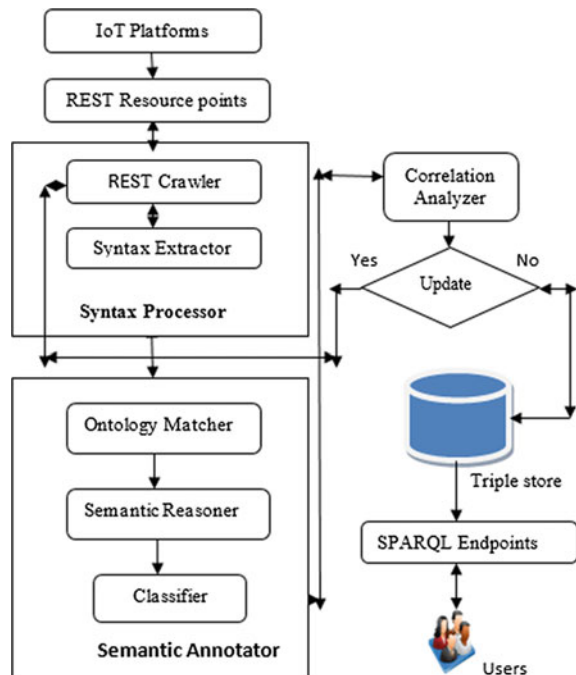 IoT Platforms
REST Resource points
REST Crawler
Syntax Extractor
Syntax Processor
Correlation
Analyzer
Yes
No
Update
Ontology Matcher
Semantic Reasoner
Classifier
Semantic Annotator
Triple store
SPARQL Endpoints
Users